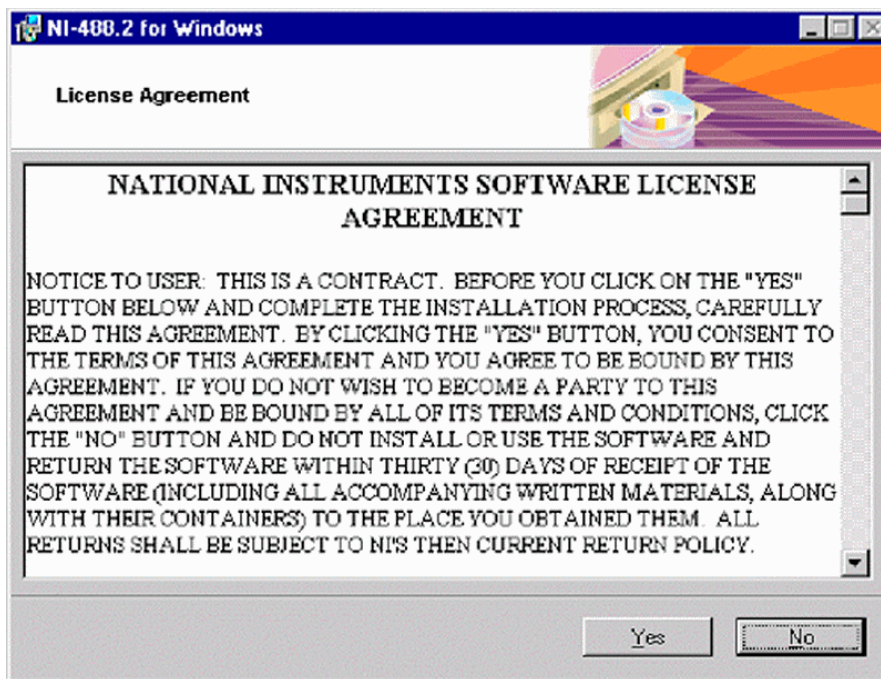 NI-488.2 for Windows
License Agreement
NATIONAL INSTRUMENTS SOFTWARE LICENSE
AGREEMENT
NOTICE TO USER:  THIS IS A CONTRACT.  BEFORE YOU CLICK ON THE "YES"
BUTTON BELOW AND COMPLETE THE INSTALLATION PROCESS, CAREFULLY
READ THIS AGREEMENT.  BY CLICKING THE "YES" BUTTON, YOU CONSENT TO
THE TERMS OF THIS AGREEMENT AND YOU AGREE TO BE BOUND BY THIS
AGREEMENT.  IF YOU DO NOT WISH TO BECOME A PARTY TO THIS
AGREEMENT AND BE BOUND BY ALL OF ITS TERMS AND CONDITIONS, CLICK
THE "NO" BUTTON AND DO NOT INSTALL OR USE THE SOFTWARE AND
RETURN THE SOFTWARE WITHIN THIRTY (30) DAYS OF RECEIPT OF THE
SOFTWARE (INCLUDING ALL ACCOMPANYING WRITTEN MATERIALS, ALONG
WITH THEIR CONTAINERS) TO THE PLACE YOU OBTAINED THEM.  ALL
RETURNS SHALL BE SUBJECT TO NI'S THEN CURRENT RETURN POLICY.
Yes
No